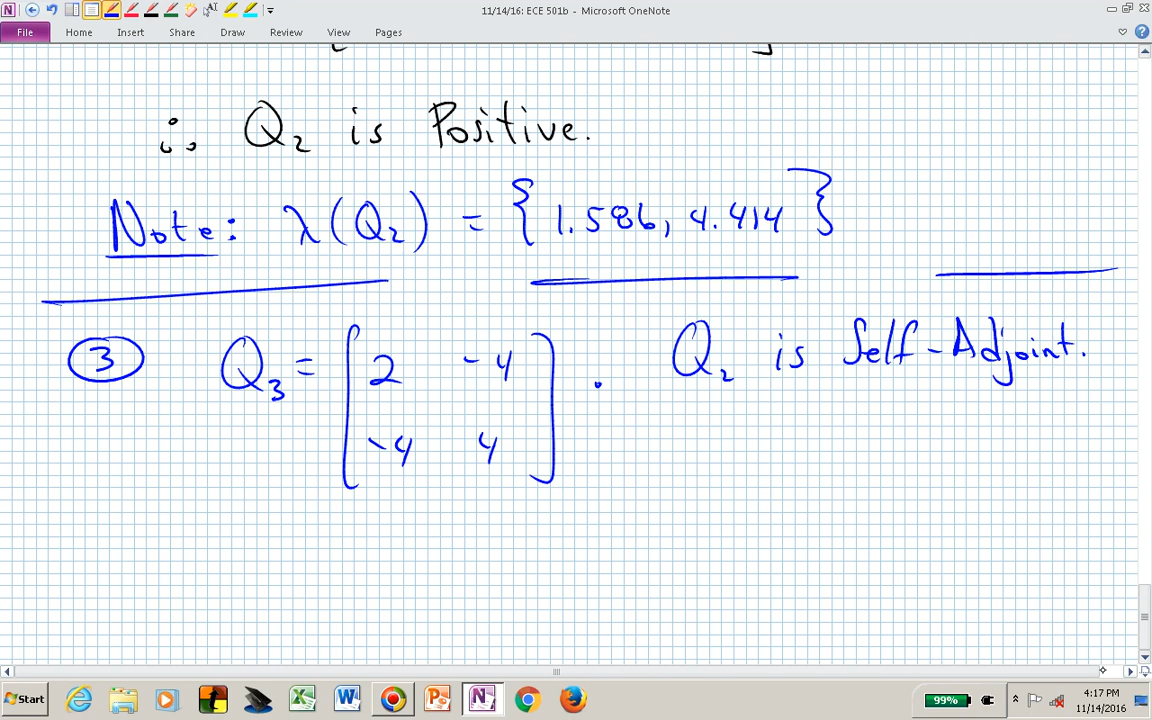 11/14/16: ECE 501b - Microsoft OneNote
File Home Insert Share Draw Review View Pages
∴ Q₂ is Positive.
Note: λ(Q₂) = {1.586, 4.414}
③ Q₃ = [2 -4 . Q₂ is Self-Adjoint.
-4 4]
Start
99%
4:17 PM
11/14/2016